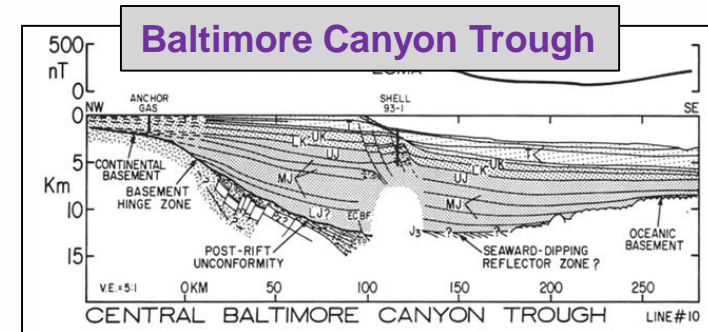 Baltimore Canyon Trough
500
nT
0
NW
ANCHOR
GAS
SHELL
93-1
SE
0
5
Km
10
15
CONTINENTAL
BASEMENT
BASEMENT
HINGE ZONE
POST-RIFT
UNCONFORMITY
LK
UK
UJ
MJ
LJ?
ECBF
J3
T
UK
LK
UJ
MJ
SEAWARD-DIPPING
REFLECTOR ZONE ?
OCEANIC
BASEMENT
V.E.=5:1
0KM
50
100
150
200
250
CENTRAL BALTIMORE CANYON TROUGH
LINE#10